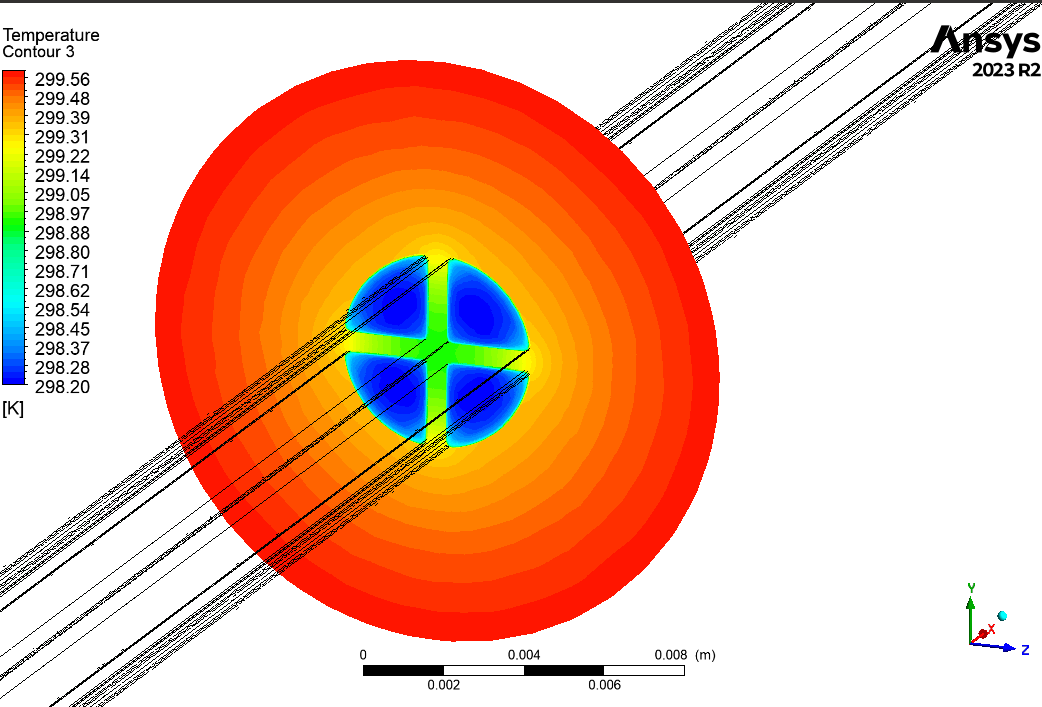 Temperature
Contour 3
299.56
299.48
299.39
299.31
299.22
299.14
299.05
298.97
298.88
298.80
298.71
298.62
298.54
298.45
298.37
298.28
298.20
[K]
Ansys
2023 R2
0 0.004 0.008 (m)
0.002 0.006
Y
X
Z